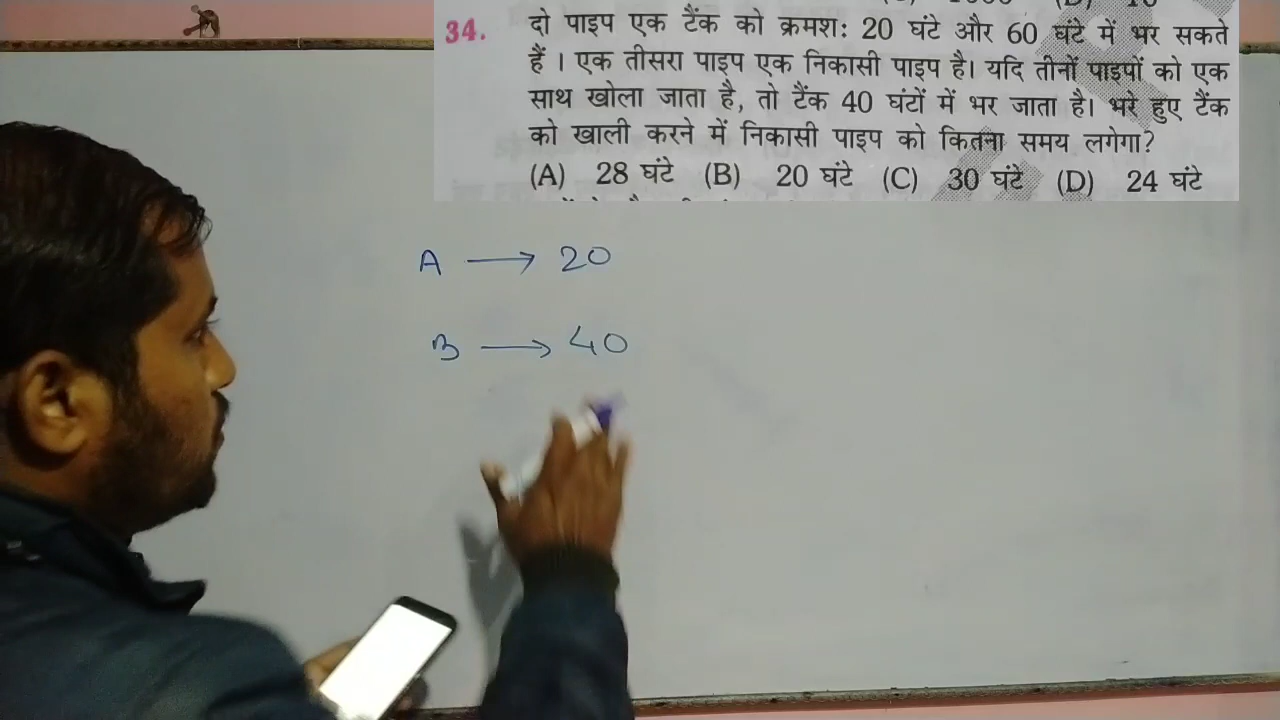 34. दो पाइप एक टैंक को क्रमश: 20 घंटे और 60 घंटे में भर सकते
हैं । एक तीसरा पाइप एक निकासी पाइप है। यदि तीनों पाइपों को एक
साथ खोला जाता है, तो टैंक 40 घंटों में भर जाता है। भरे हुए टैंक
को खाली करने में निकासी पाइप को कितना समय लगेगा?
(A) 28 घंटे (B) 20 घंटे (C) 30 घंटे (D) 24 घंटे
A → 20
B → 40